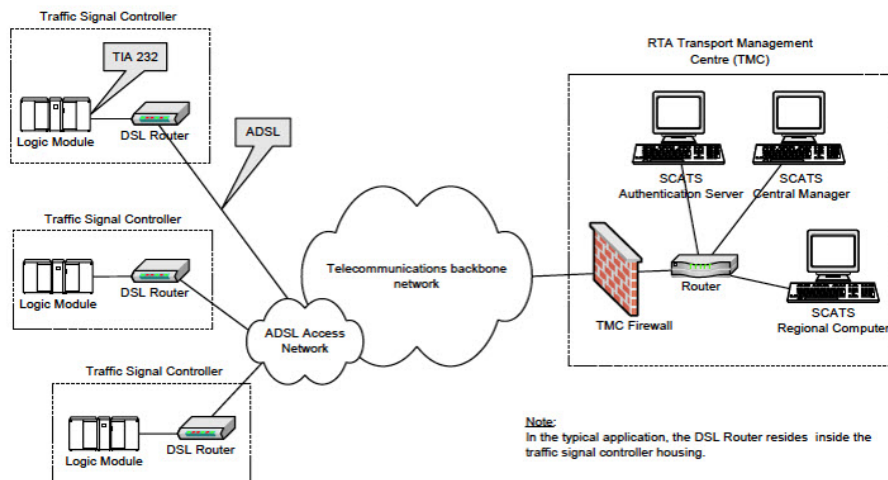 Traffic Signal Controller
TIA 232
Logic Module
DSL Router
ADSL
Traffic Signal Controller
Logic Module
DSL Router
Traffic Signal Controller
Logic Module
DSL Router
ADSL Access
Network
Telecommunications backbone
network
RTA Transport Management
Centre (TMC)
SCATS
Authentication Server
SCATS
Central Manager
Router
TMC Firewall
SCATS
Regional Computer
Note:
In the typical application, the DSL Router resides inside the
traffic signal controller housing.